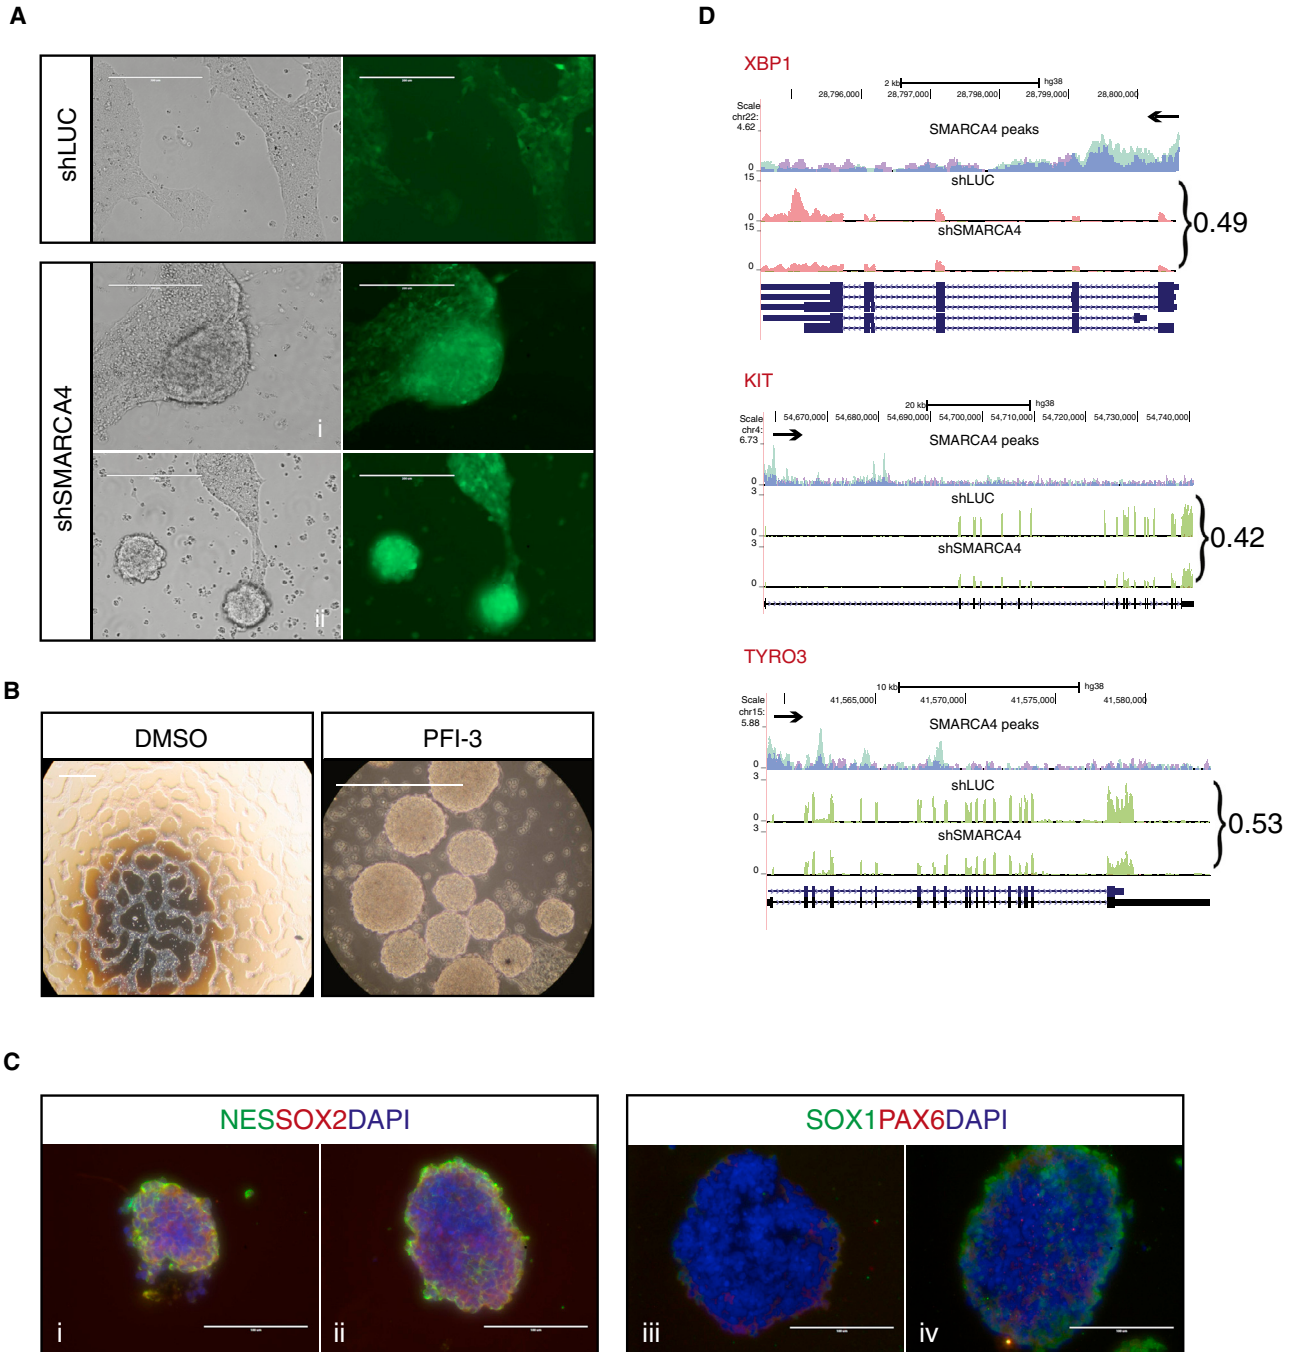 A
shLUC
shSMARCA4
i
ii
B
DMSO
PFI-3
C
NESSOX2DAPI
i
ii
SOX1PAX6DAPI
iii
iv
D
XBP1
2 kb
hg38
Scale
chr22:
28,796,000
28,797,000
28,798,000
28,799,000
28,800,000
4.62
SMARCA4 peaks
0
15
shLUC
0
15
shSMARCA4
0
0.49
KIT
20 kb
hg38
Scale
chr4:
54,670,000
54,680,000
54,690,000
54,700,000
54,710,000
54,720,000
54,730,000
54,740,000
6.73
SMARCA4 peaks
0
3
shLUC
0
3
shSMARCA4
0
0.42
TYRO3
10 kb
hg38
Scale
chr15:
41,565,000
41,570,000
41,575,000
41,580,000
5.88
SMARCA4 peaks
0
3
shLUC
0
3
shSMARCA4
0
0.53